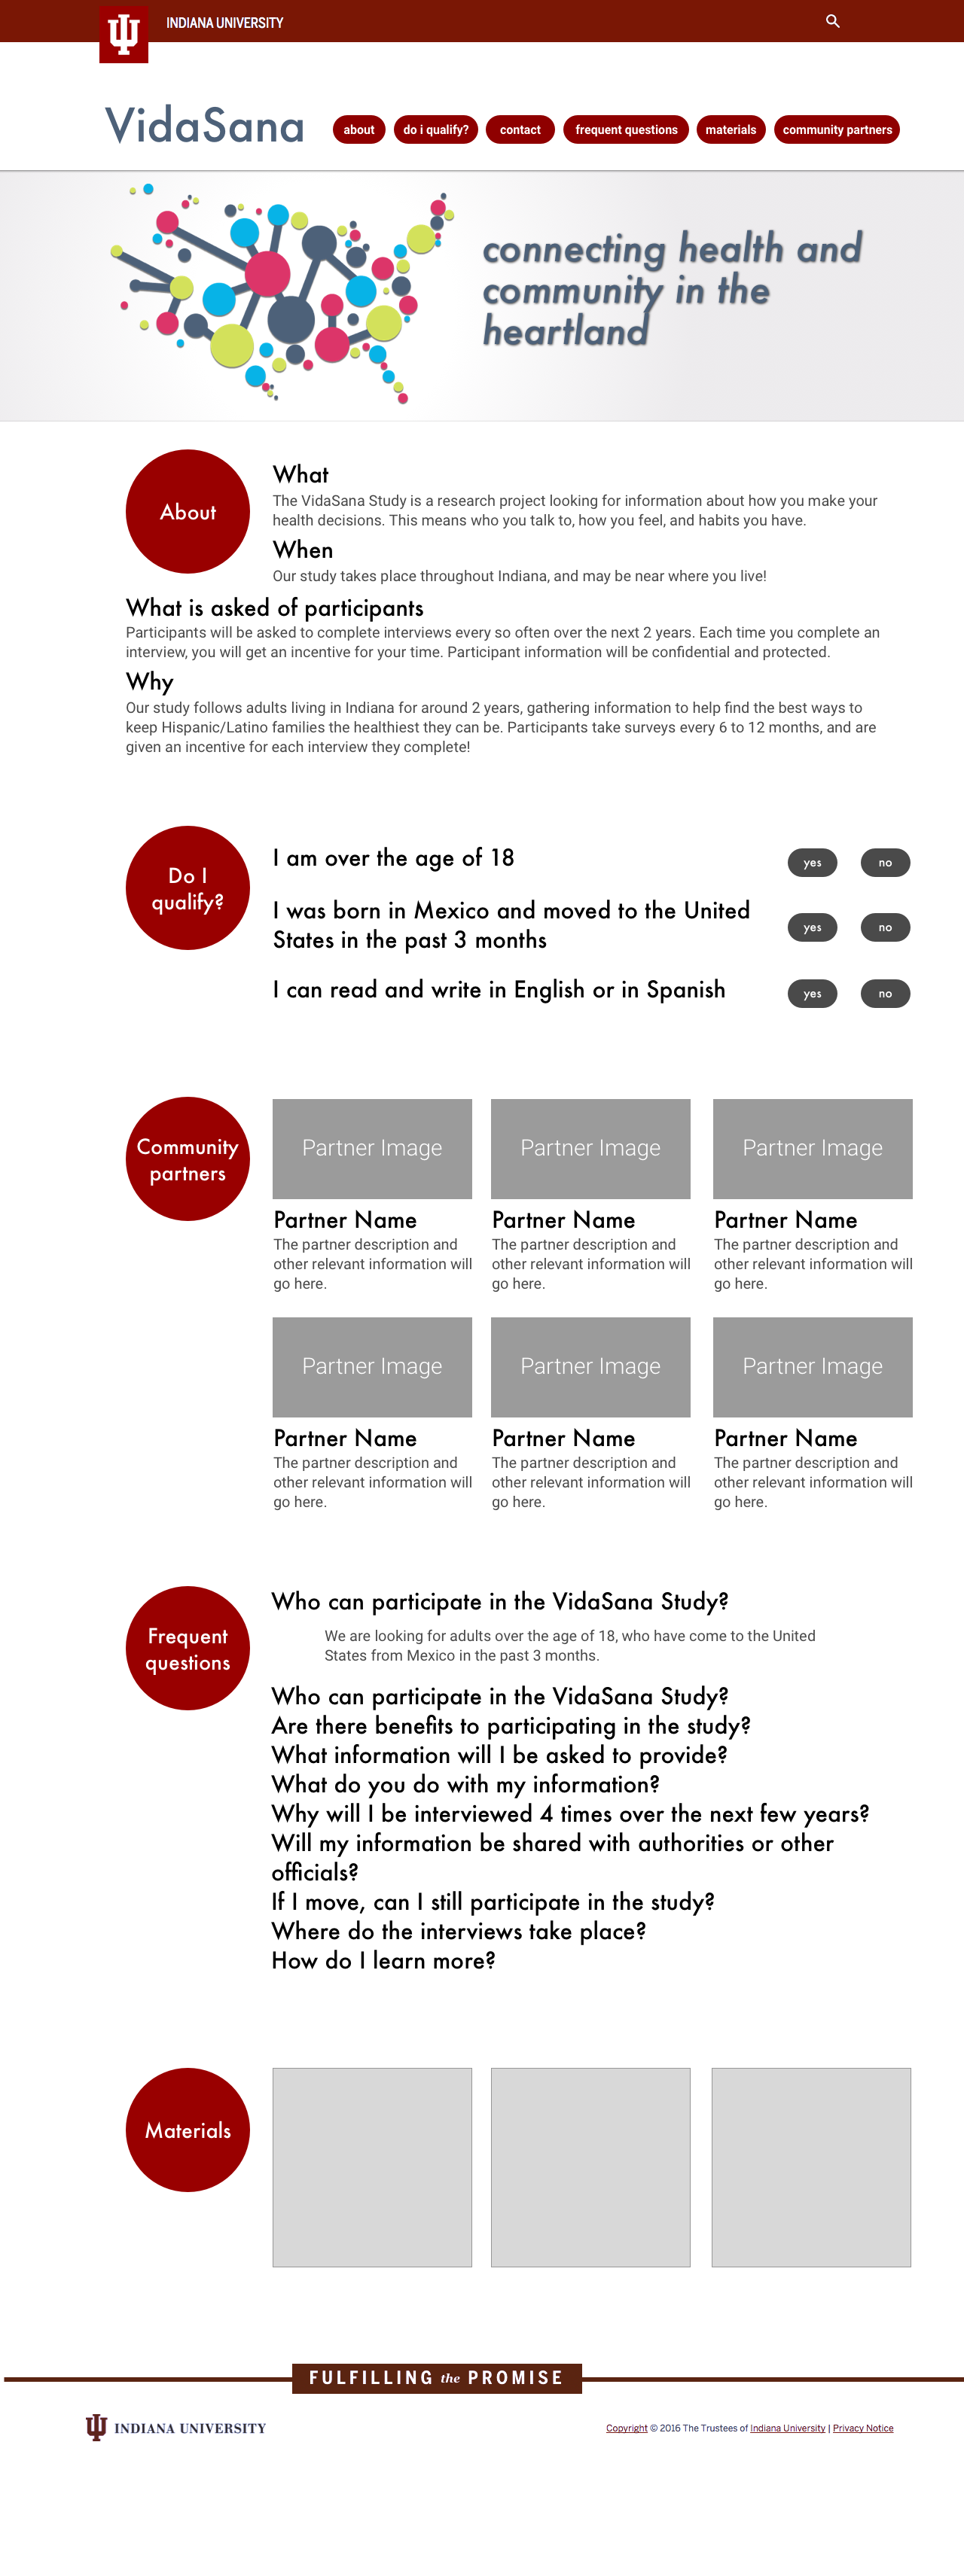 INDIANA UNIVERSITY
VidaSana
about
do i qualify?
contact
frequent questions
materials
community partners
connecting health and
community in the
heartland
About
What
The VidaSana Study is a research project looking for information about how you make your
health decisions. This means who you talk to, how you feel, and habits you have.
When
Our study takes place throughout Indiana, and may be near where you live!
What is asked of participants
Participants will be asked to complete interviews every so often over the next 2 years. Each time you complete an
interview, you will get an incentive for your time. Participant information will be confidential and protected.
Why
Our study follows adults living in Indiana for around 2 years, gathering information to help find the best ways to
keep Hispanic/Latino families the healthiest they can be. Participants take surveys every 6 to 12 months, and are
given an incentive for each interview they complete!
Do I
qualify?
I am over the age of 18
yes
no
I was born in Mexico and moved to the United
States in the past 3 months
yes
no
I can read and write in English or in Spanish
yes
no
Community
partners
Partner Image
Partner Image
Partner Image
Partner Name
The partner description and
other relevant information will
go here.
Partner Name
The partner description and
other relevant information will
go here.
Partner Name
The partner description and
other relevant information will
go here.
Partner Image
Partner Image
Partner Image
Partner Name
The partner description and
other relevant information will
go here.
Partner Name
The partner description and
other relevant information will
go here.
Partner Name
The partner description and
other relevant information will
go here.
Frequent
questions
Who can participate in the VidaSana Study?
We are looking for adults over the age of 18, who have come to the United
States from Mexico in the past 3 months.
Who can participate in the VidaSana Study?
Are there benefits to participating in the study?
What information will I be asked to provide?
What do you do with my information?
Why will I be interviewed 4 times over the next few years?
Will my information be shared with authorities or other
officials?
If I move, can I still participate in the study?
Where do the interviews take place?
How do I learn more?
Materials
FULFILLING the PROMISE
INDIANA UNIVERSITY
Copyright © 2016 The Trustees of Indiana University | Privacy Notice